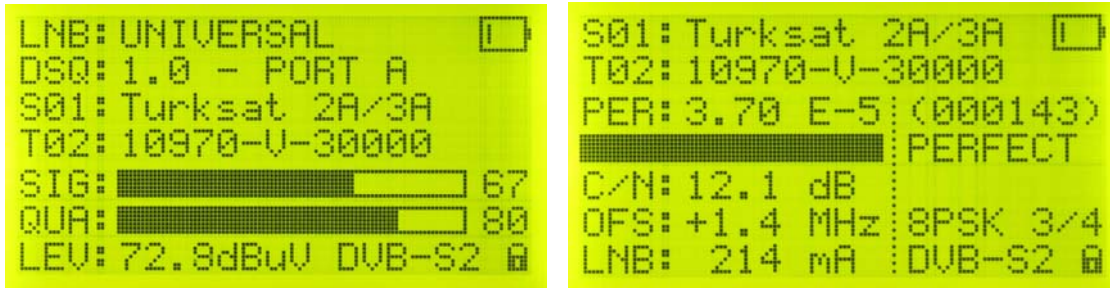 LNB: UNIVERSAL
DSQ: 1.0 - PORT A
S01: Turksat 2A/3A
T02: 10970-V-30000
SIG: 67
QUA: 80
LEV: 72.9dBuV DVB-S2
S01: Turksat 2A/3A
T02: 10970-V-30000
PER: 3.70 E-5 (000143)
PERFECT
C/N: 12.1 dB
OFS: +1.4 MHz 8PSK 3/4
LNB: 214 mA DVB-S2